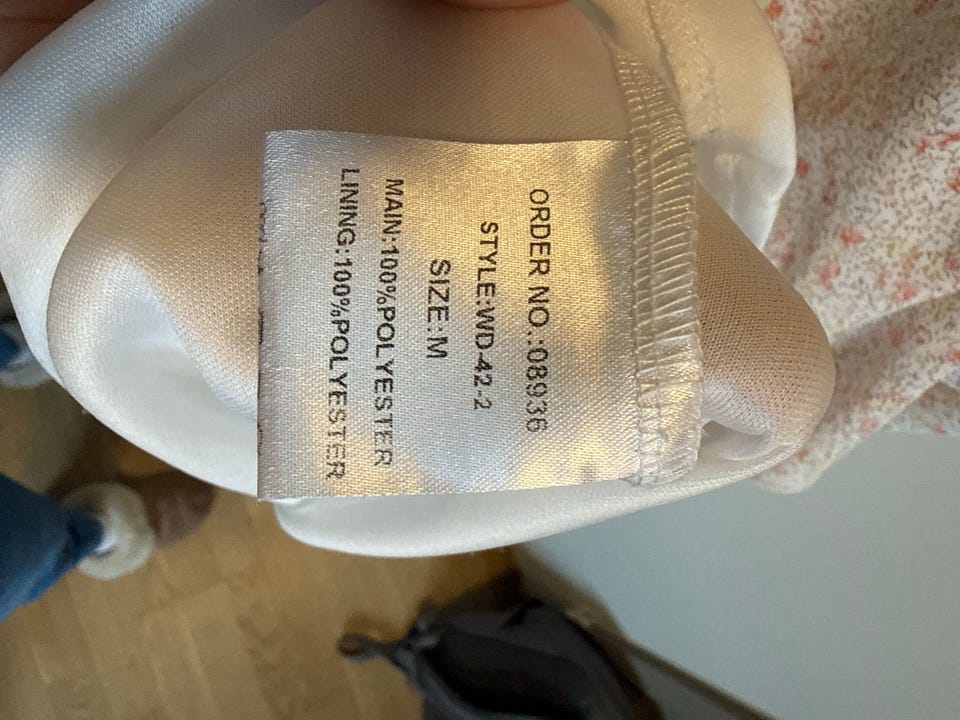 ORDER NO.:08936
STYLE:WD-42-2
SIZE:M
MAIN:100%POLYESTER
LINING:100%POLYESTER